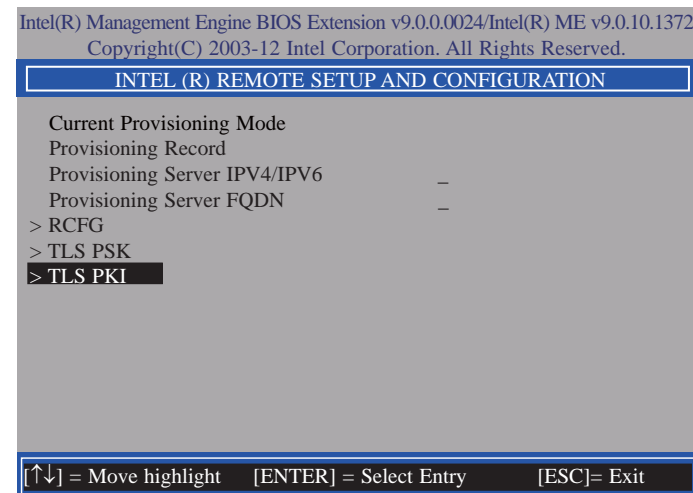 Intel(R) Management Engine BIOS Extension v9.0.0.0024/Intel(R) ME v9.0.10.1372
Copyright(C) 2003-12 Intel Corporation. All Rights Reserved.
INTEL (R) REMOTE SETUP AND CONFIGURATION
Current Provisioning Mode
Provisioning Record
Provisioning Server IPV4/IPV6 _
Provisioning Server FQDN _
> RCFG
> TLS PSK
> TLS PKI
[↑↓] = Move highlight [ENTER] = Select Entry [ESC]= Exit